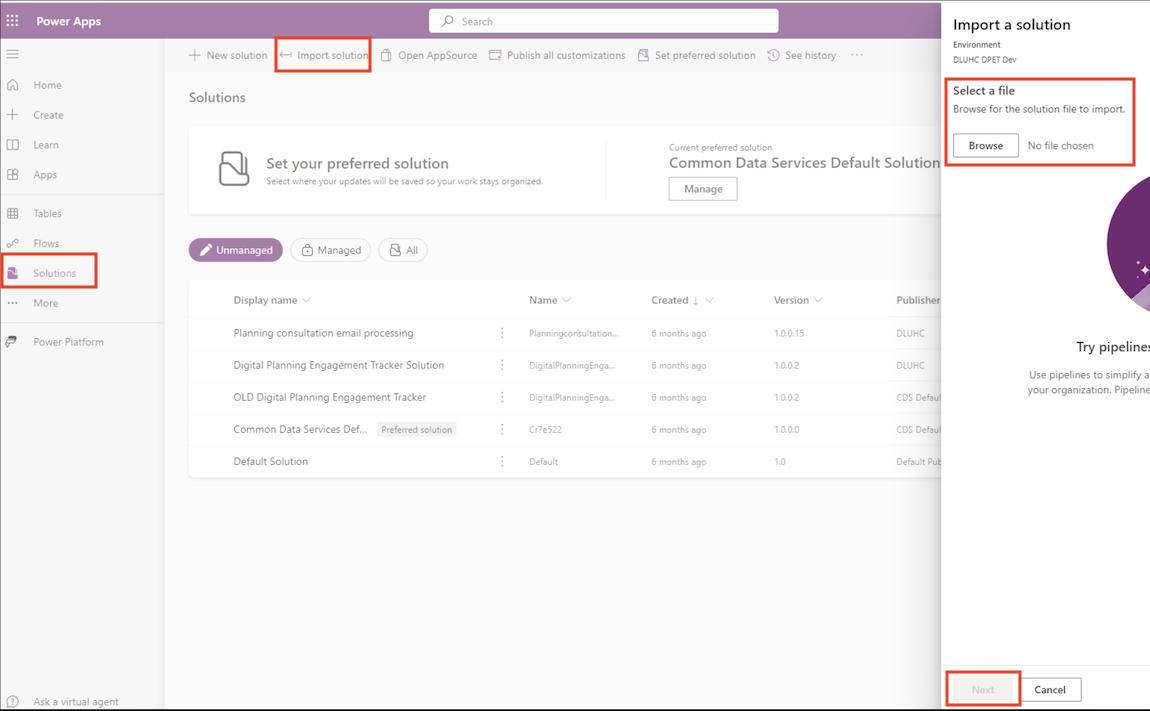 Power Apps
Search
Home
Create
Learn
Apps
Tables
Flows
Solutions
More
Power Platform
Ask a virtual agent
New solution
Import solution
Open AppSource
Publish all customizations
Set preferred solution
See history
Solutions
Set your preferred solution
Select where your updates will be saved so your work stays organized.
Current preferred solution
Common Data Services Default Solution
Manage
Unmanaged
Managed
All
Display name Name Created Version Publisher
Planning consultation email processing Planningconsultation... 6 months ago 1.0.0.15 DLUHC
Digital Planning Engagement Tracker Solution DigitalPlanningEnga... 6 months ago 1.0.0.2 DLUHC
OLD Digital Planning Engagement Tracker DigitalPlanningEnga... 6 months ago 1.0.0.2 CDS Defau
Common Data Services Def... Preferred solution Cr7e522 6 months ago 1.0.0.0 CDS Defau
Default Solution Default 6 months ago 1.0 Default Pub
Import a solution
Environment
DLUHC DPET Dev
Select a file
Browse for the solution file to import.
Browse
No file chosen
Try pipelines
Use pipelines to simplify a
your organization. Pipeline
Next
Cancel